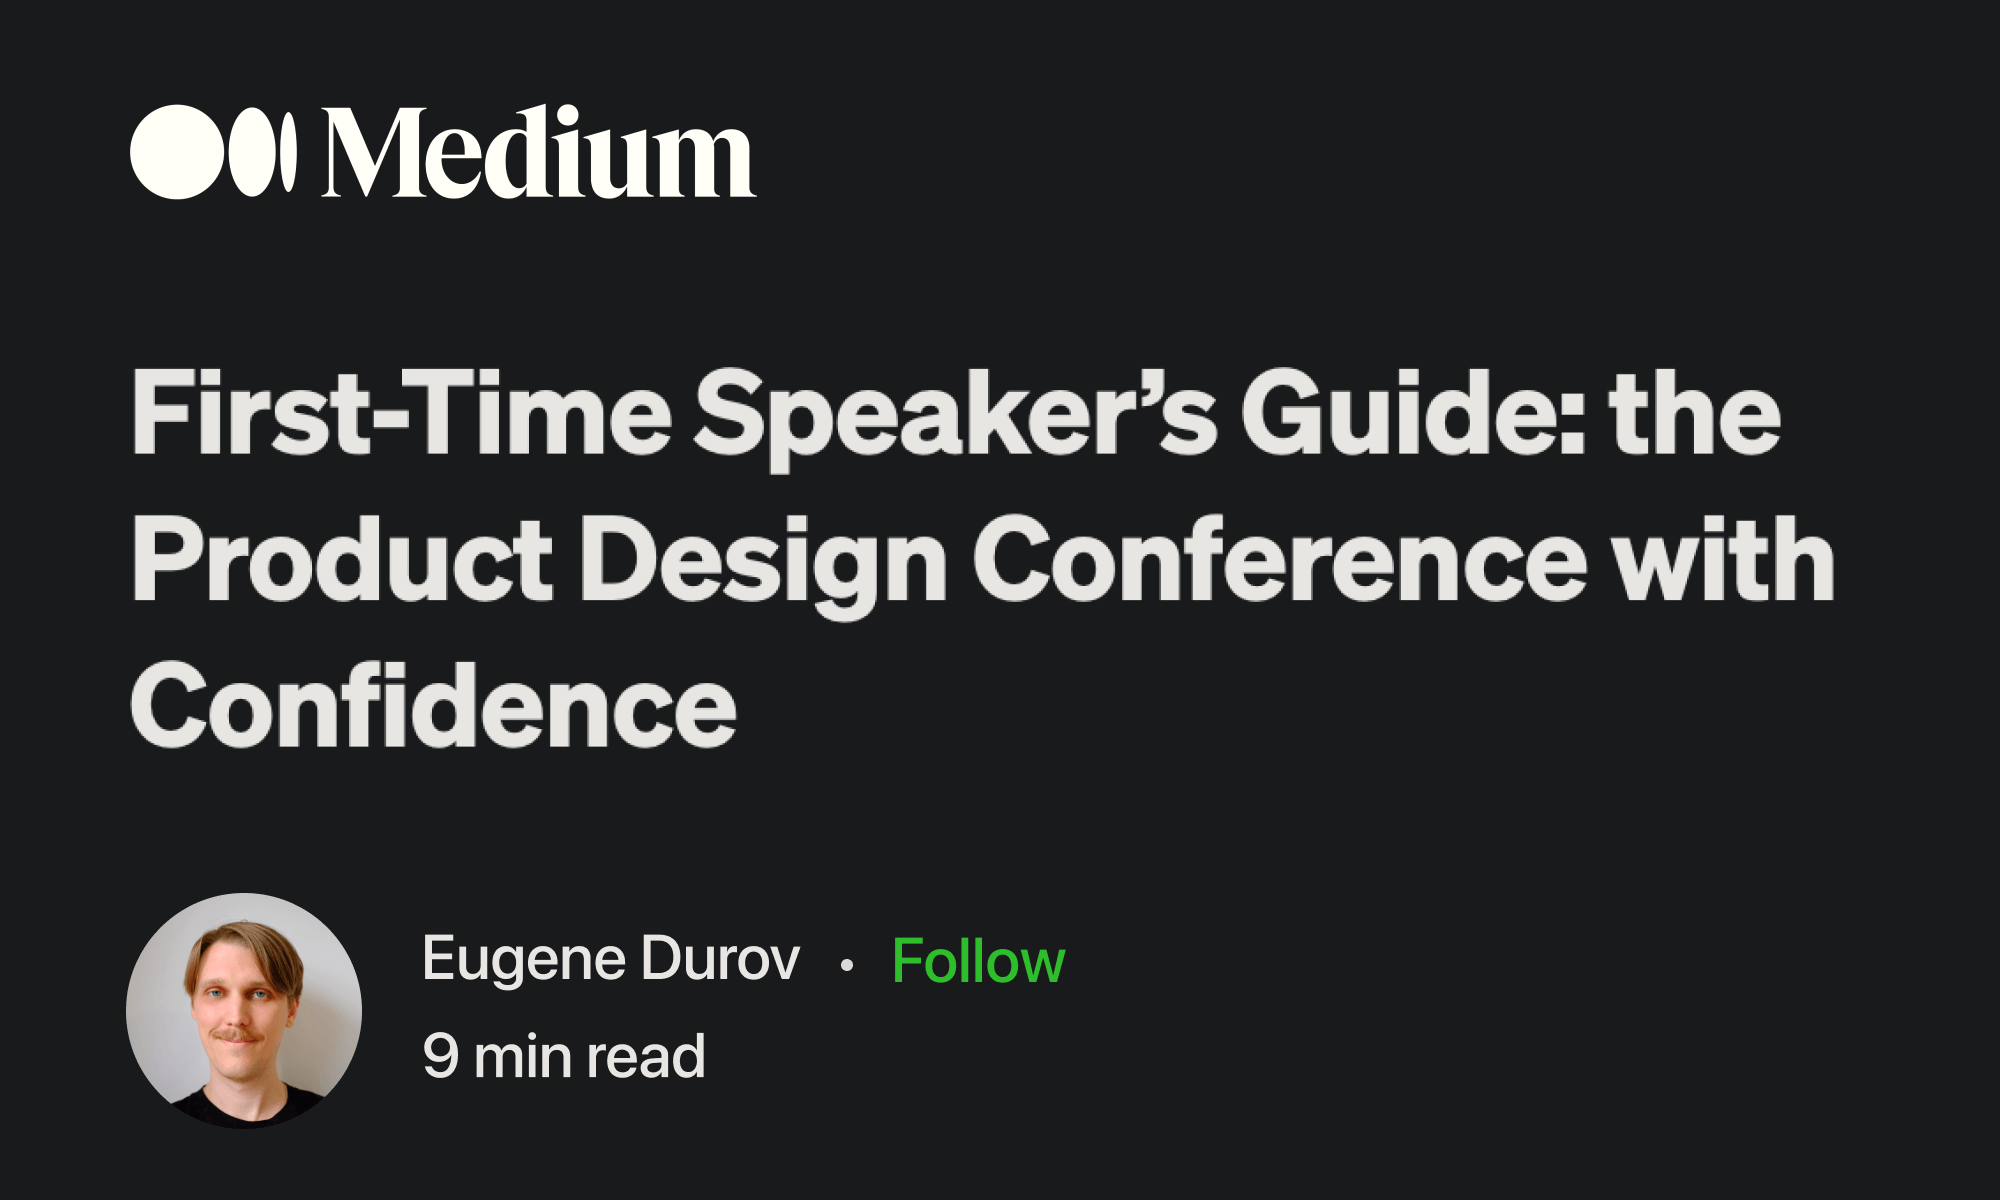 Medium
First-Time Speaker’s Guide: the
Product Design Conference with
Confidence
Eugene Durov • Follow
9 min read